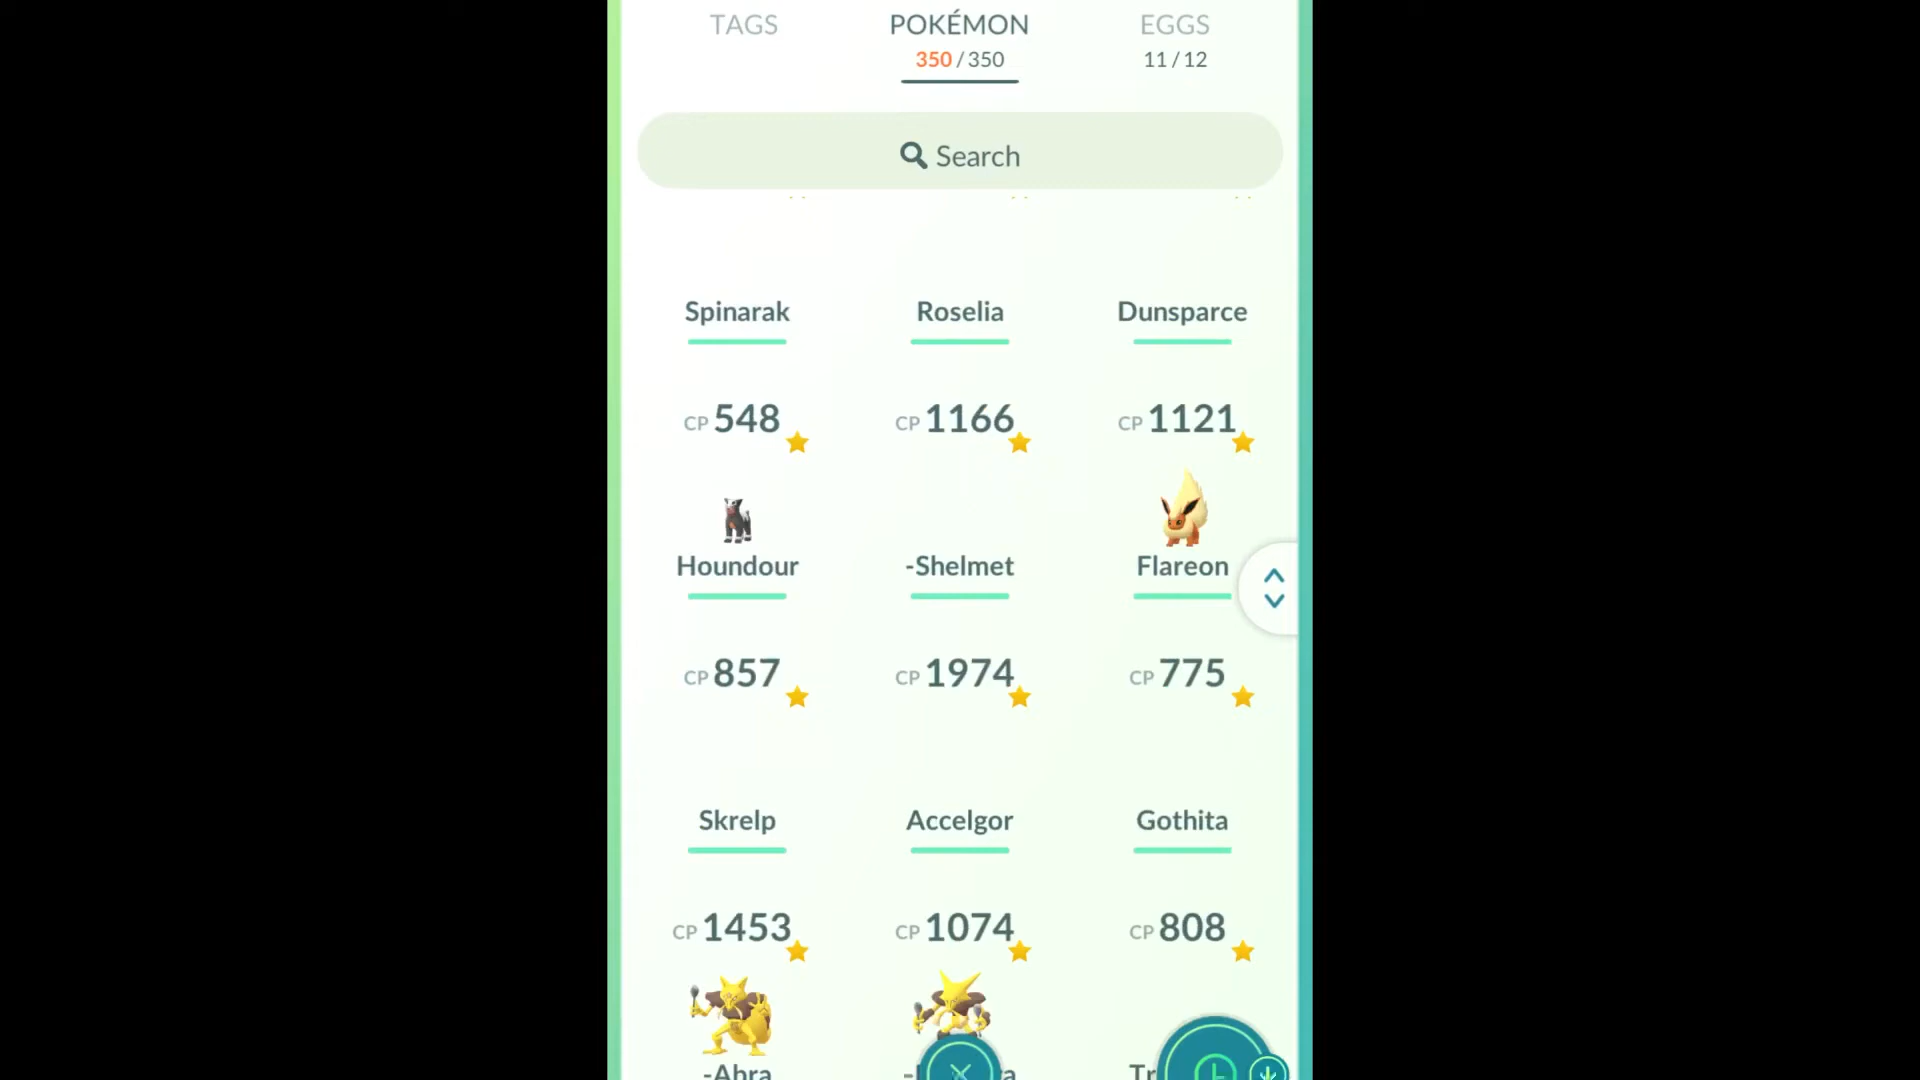 TAGS POKÉMON EGGS
350 / 350 11 / 12
Search
Spinarak Roselia Dunsparce
CP 548 CP 1166 CP 1121
Houndour -Shelmet Flareon
CP 857 CP 1974 CP 775
Skrelp Accelgor Gothita
CP 1453 CP 1074 CP 808
-Abra